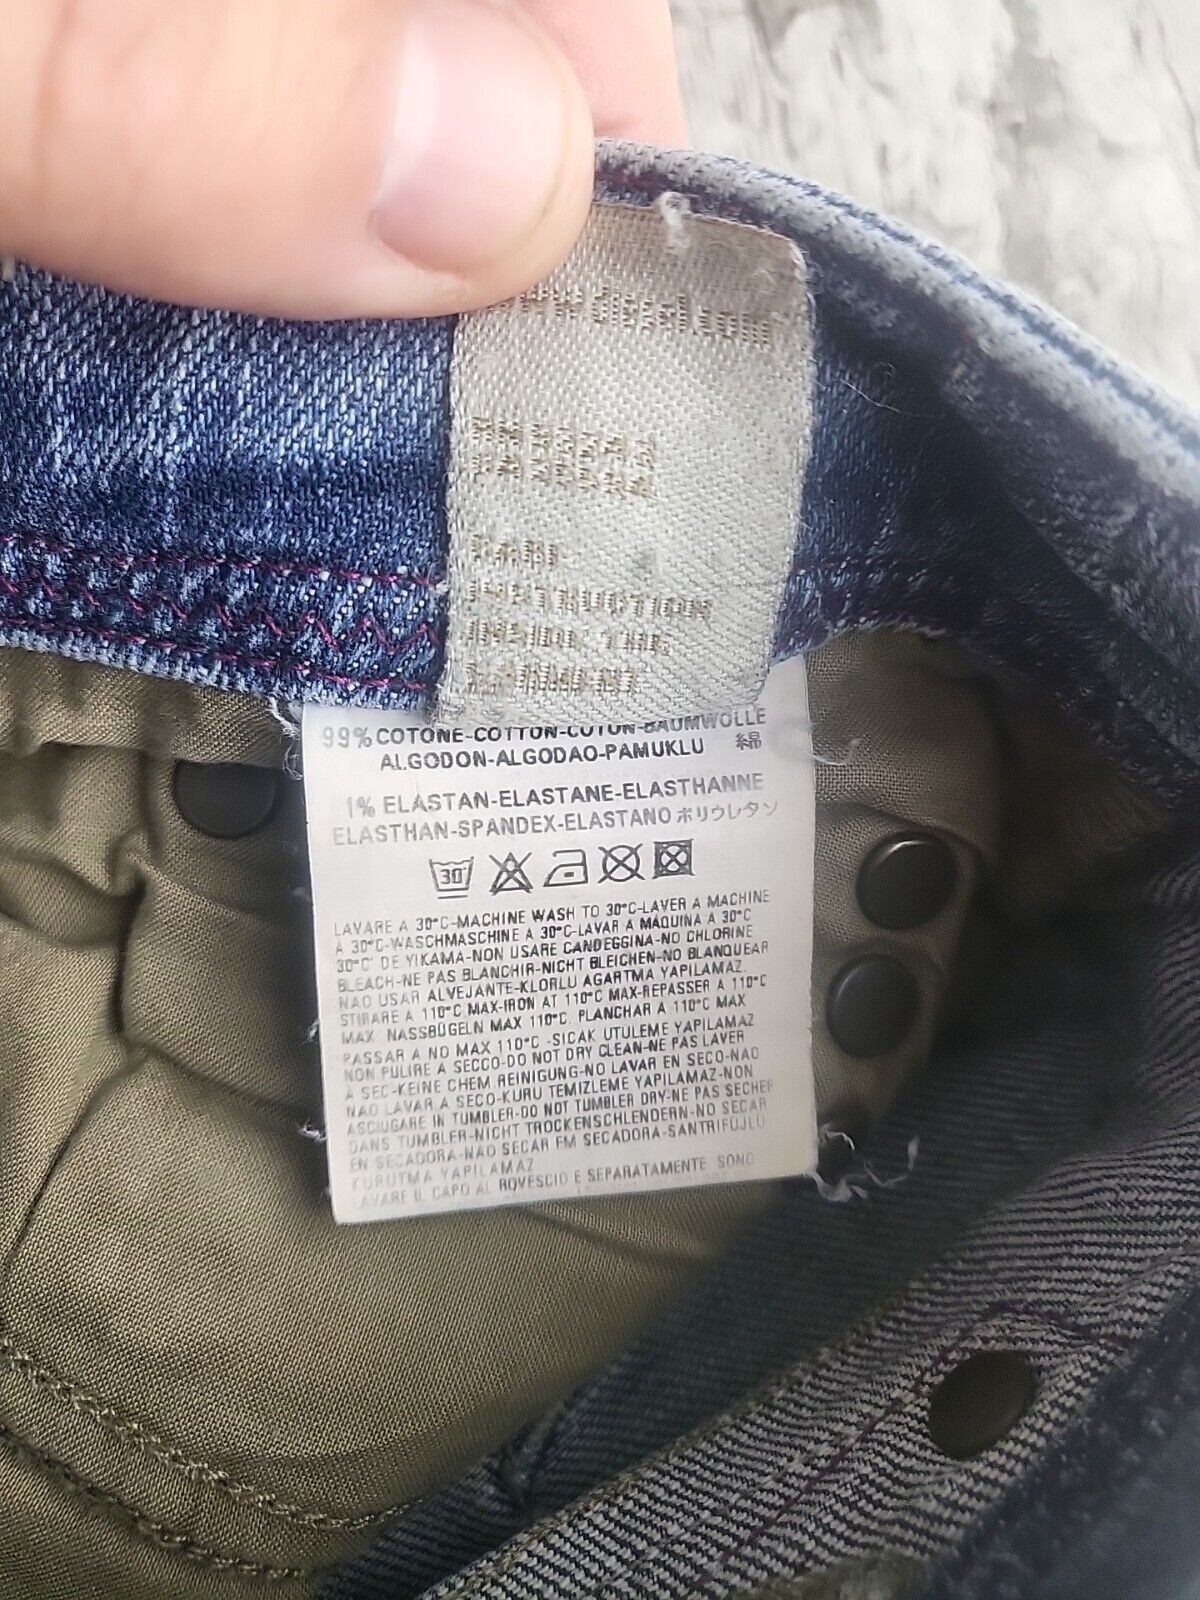 CARE
INSTRUCTION
INSIDE THE
GARMENT
99% COTONE-COTTON-COTON-BAUMWOLLE
ALGODON-ALGODAO-PAMUKLU 綿
1% ELASTAN-ELASTANE-ELASTHANNE
ELASTHAN-SPANDEX-ELASTANO ポリウレタン
30°
LAVARE A 30°C-MACHINE WASH TO 30°C-LAVER A MACHINE
A 30°C-WASCHMASCHINE A 30°C-LAVAR A MAQUINA A 30°C
30°C' DE YIKAMA-NON USARE CANDEGGINA-NO CHLORINE
BLEACH-NE PAS BLANCHIR-NICHT BLEICHEN-NO BLANQUEAR
NAO USAR ALVEJANTE-KLORLU AGARTMA YAPILAMAZ
STIRARE A 110°C MAX-IRON AT 110°C MAX-REPASSER A 110°C
MAX NASSBÜGELN MAX 110°C. PLANCHAR A 110°C MAX
PASSAR A NO MAX 110°C -SICAK UTULEME YAPILAMAZ
NON PULIRE A SECCO-DO NOT DRY CLEAN-NE PAS LAVER
A SEC-KEINE CHEM.REINIGUNG-NO LAVAR EN SECO-NAO
NAO LAVAR A SECO-KURU TEMIZLEME YAPILAMAZ-NON
ASCIUGARE IN TUMBLER-DO NOT TUMBLER DRY-NE PAS SECHER
DANS TUMBLER-NICHT TROCKENSCHLENDERN-NO SECAR
EN SECADORA-NAO SECAR EM SECADORA-SANTRIFUJLU
KURUTMA YAPILAMAZ
LAVARE IL CAPO AL ROVESCIO E SEPARATAMENTE SONO